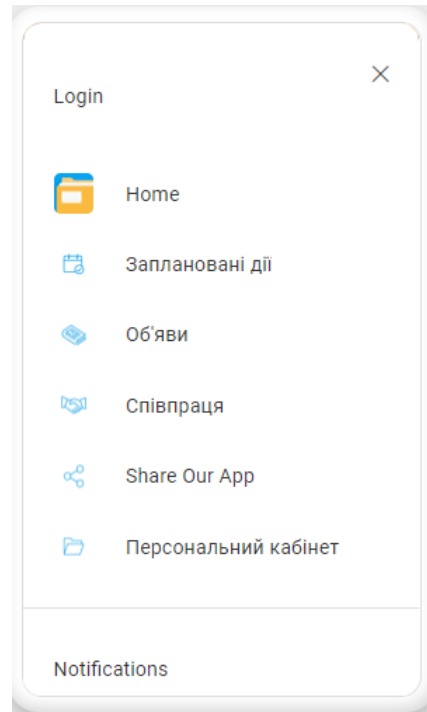 Login
Home
Заплановані дії
Об'яви
Співпраця
Share Our App
Персональний кабінет
Notifications